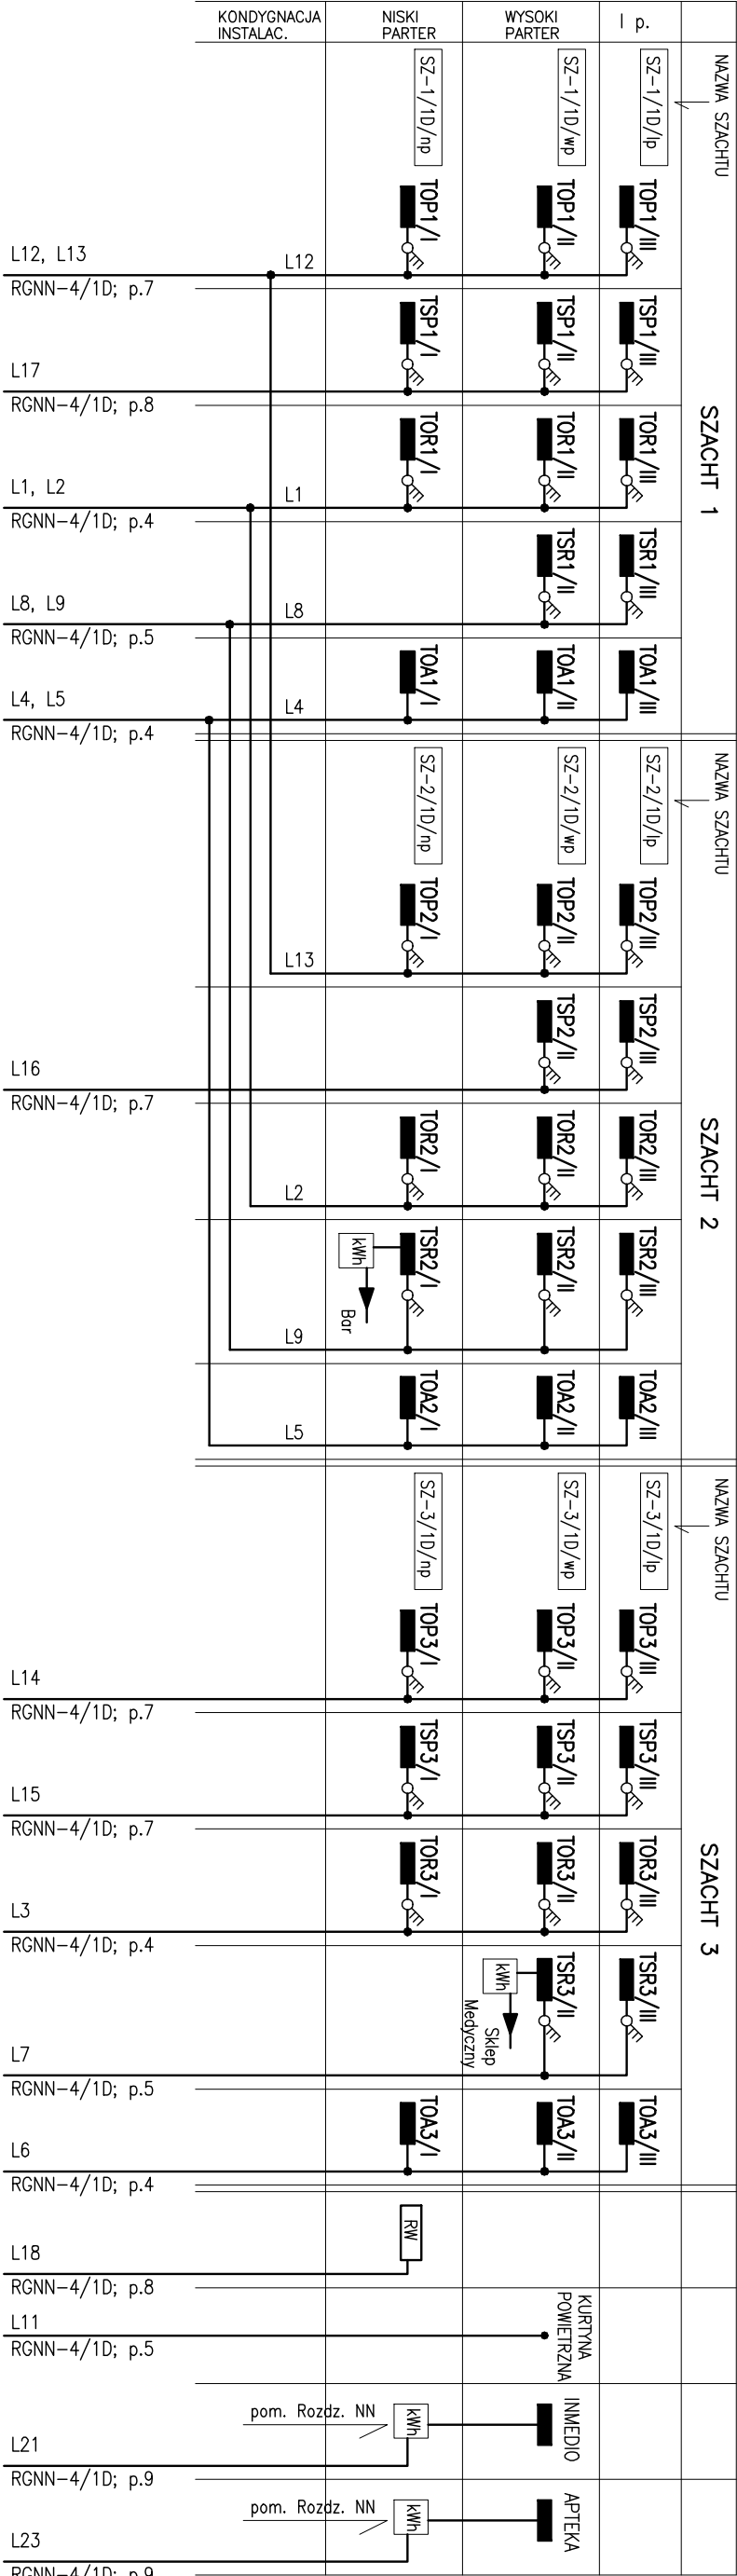 KONDYGNACJA
INSTALAC.
NISKI
PARTER
WYSOKI
PARTER
I p.
NAZWA SZACHTU
SZ-1/1D/np
SZ-1/1D/wp
SZ-1/1D/Ip
SZACHT 1
TOP1/I
TOP1/II
TOP1/III
L12, L13
L12
RGNN-4/1D; p.7
TSP1/I
TSP1/II
TSP1/III
L17
RGNN-4/1D; p.8
TOR1/I
TOR1/II
TOR1/III
L1, L2
L1
RGNN-4/1D; p.4
TSR1/II
TSR1/III
L8, L9
L8
RGNN-4/1D; p.5
TOA1/I
TOA1/II
TOA1/III
L4, L5
L4
RGNN-4/1D; p.4
NAZWA SZACHTU
SZ-2/1D/np
SZ-2/1D/wp
SZ-2/1D/Ip
SZACHT 2
TOP2/I
TOP2/II
TOP2/III
L13
TSP2/II
TSP2/III
L16
RGNN-4/1D; p.7
TOR2/I
TOR2/II
TOR2/III
L2
TSR2/I
TSR2/II
TSR2/III
kWh
Bar
L9
TOA2/I
TOA2/II
TOA2/III
L5
NAZWA SZACHTU
SZ-3/1D/np
SZ-3/1D/wp
SZ-3/1D/Ip
SZACHT 3
TOP3/I
TOP3/II
TOP3/III
L14
RGNN-4/1D; p.7
TSP3/I
TSP3/II
TSP3/III
L15
RGNN-4/1D; p.7
TOR3/I
TOR3/II
TOR3/III
L3
RGNN-4/1D; p.4
TSR3/II
TSR3/III
kWh
Sklep
Medyczny
L7
RGNN-4/1D; p.5
TOA3/I
TOA3/II
TOA3/III
L6
RGNN-4/1D; p.4
RW
L18
RGNN-4/1D; p.8
KURTYNA
POWIETRZNA
L11
RGNN-4/1D; p.5
INMEDIO
pom. Rozdz. NN
kWh
L21
RGNN-4/1D; p.9
APTEKA
pom. Rozdz. NN
kWh
L23
RGNN-4/1D; p.9